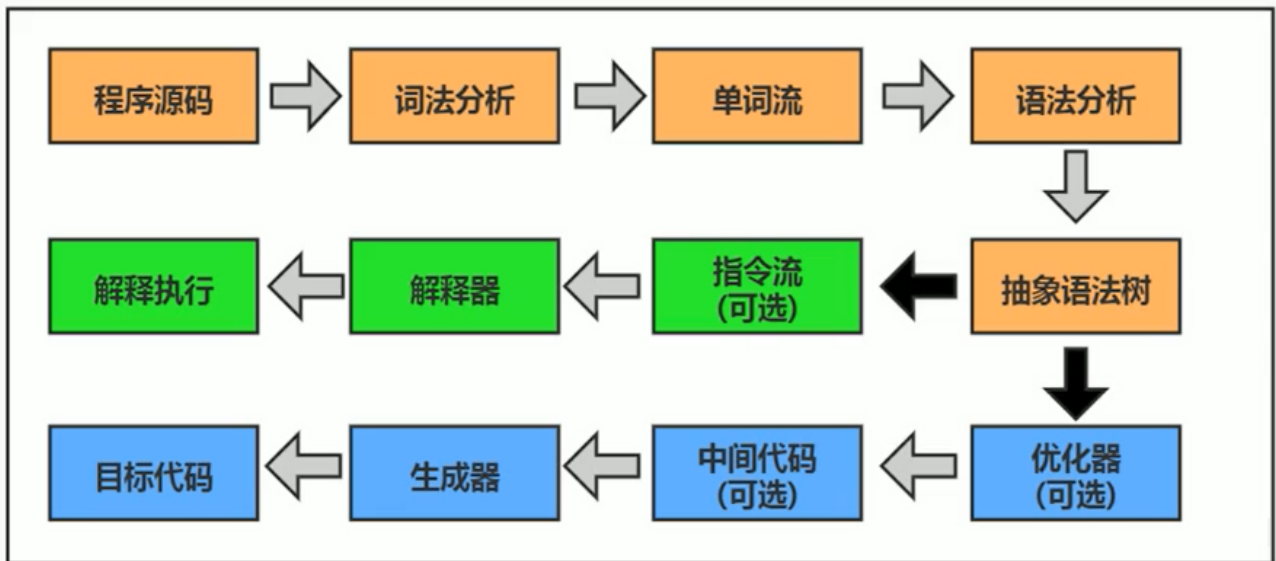 程序源码
词法分析
单词流
语法分析
解释执行
解释器
指令流
(可选)
抽象语法树
目标代码
生成器
中间代码
(可选)
优化器
(可选)